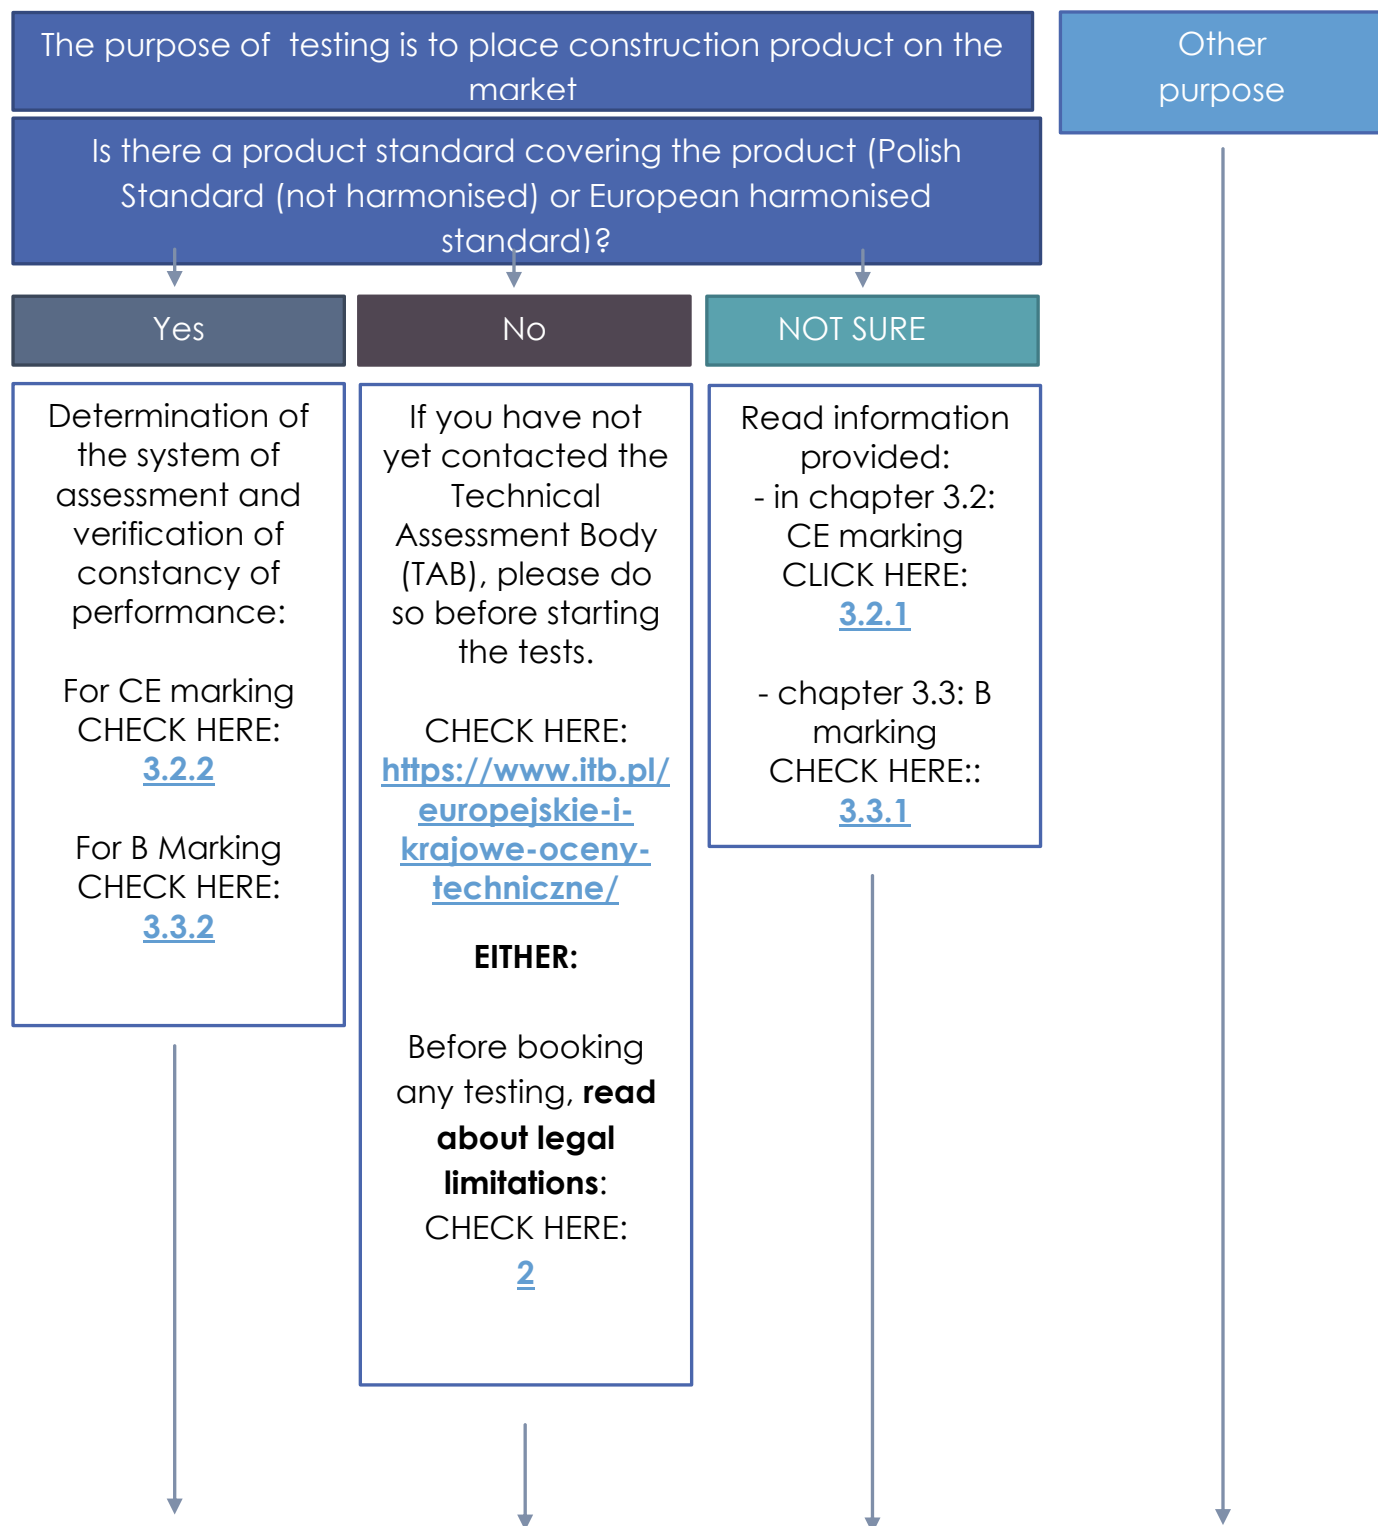 The purpose of  testing is to place construction product on the
market
Other
purpose
Is there a product standard covering the product (Polish
Standard (not harmonised) or European harmonised
standard)?
Yes
No
NOT SURE
Determination of
the system of
assessment and
verification of
constancy of
performance:
For CE marking
CHECK HERE:
3.2.2
For B Marking
CHECK HERE:
3.3.2
If you have not
yet contacted the
Technical
Assessment Body
(TAB), please do
so before starting
the tests.
CHECK HERE:
https://www.itb.pl/
europejskie-i-
krajowe-oceny-
techniczne/
EITHER:
Before booking
any testing, read
about legal
limitations:
CHECK HERE:
2
Read information
provided:
- in chapter 3.2:
CE marking
CLICK HERE:
3.2.1
- chapter 3.3: B
marking
CHECK HERE::
3.3.1